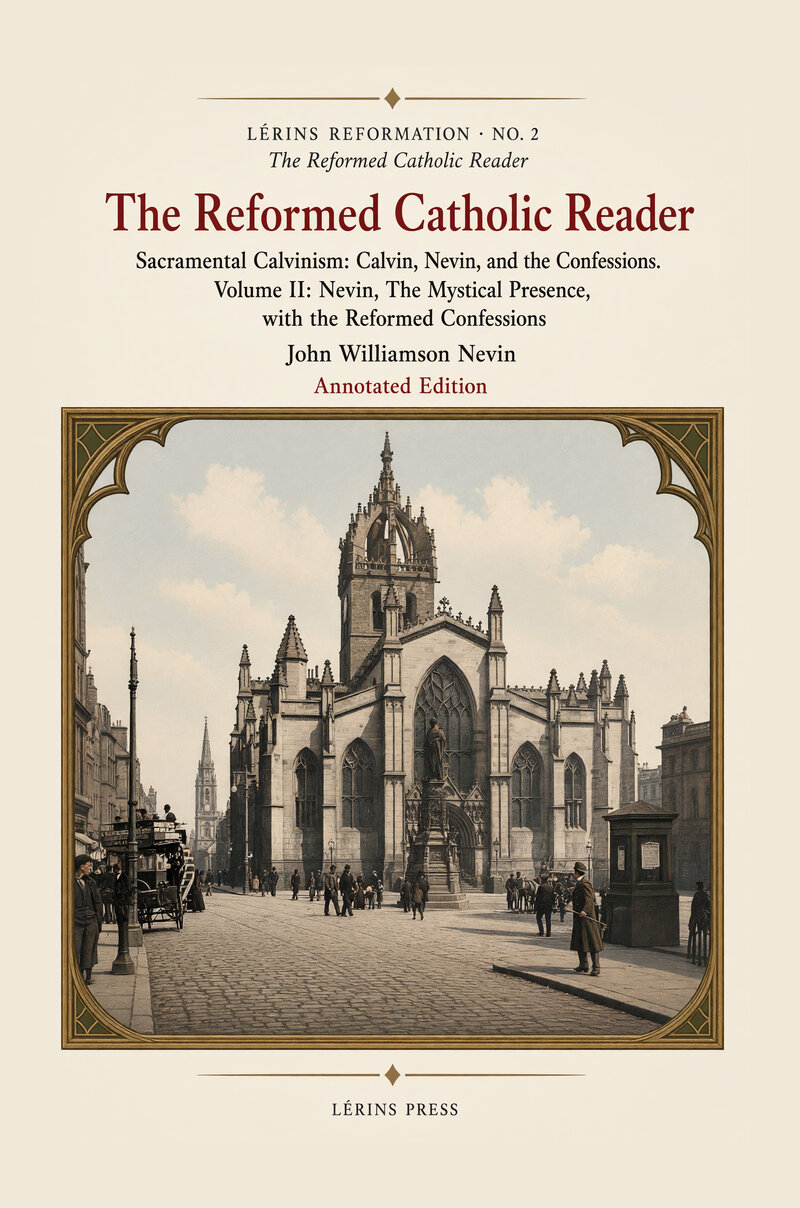 LÉRINS REFORMATION · NO. 2
The Reformed Catholic Reader
The Reformed Catholic Reader
Sacramental Calvinism: Calvin, Nevin, and the Confessions.
Volume II: Nevin, The Mystical Presence,
with the Reformed Confessions
John Williamson Nevin
Annotated Edition
LÉRINS PRESS